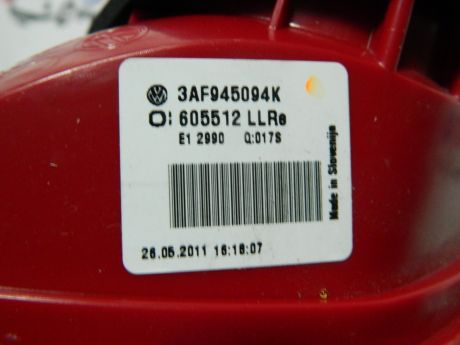 3AF945094K
605512 LLRe
E1 2990 Q:017S
Made in Slovenija
26.05.2011 16:16:07